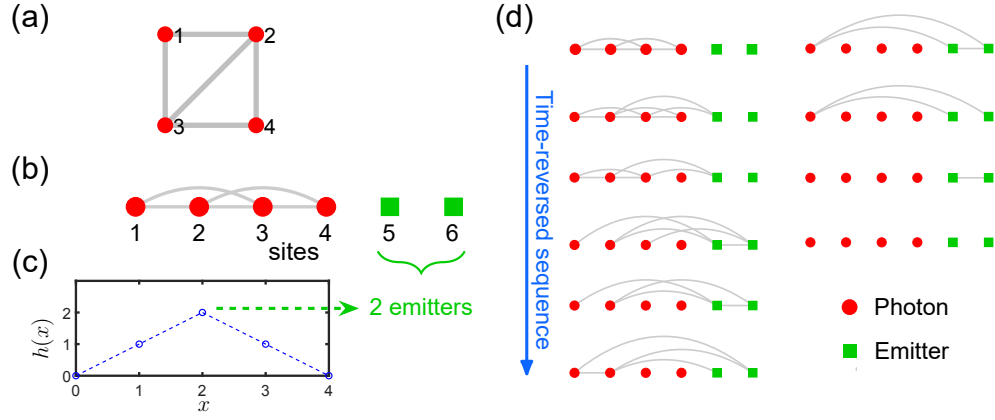 (a)
1
2
3
4
(b)
1
2
3
4
5
6
sites
(c)
2 emitters
h(x)
2
1
0
0
1
2
3
4
x
(d)
Time-reversed sequence
Photon
Emitter